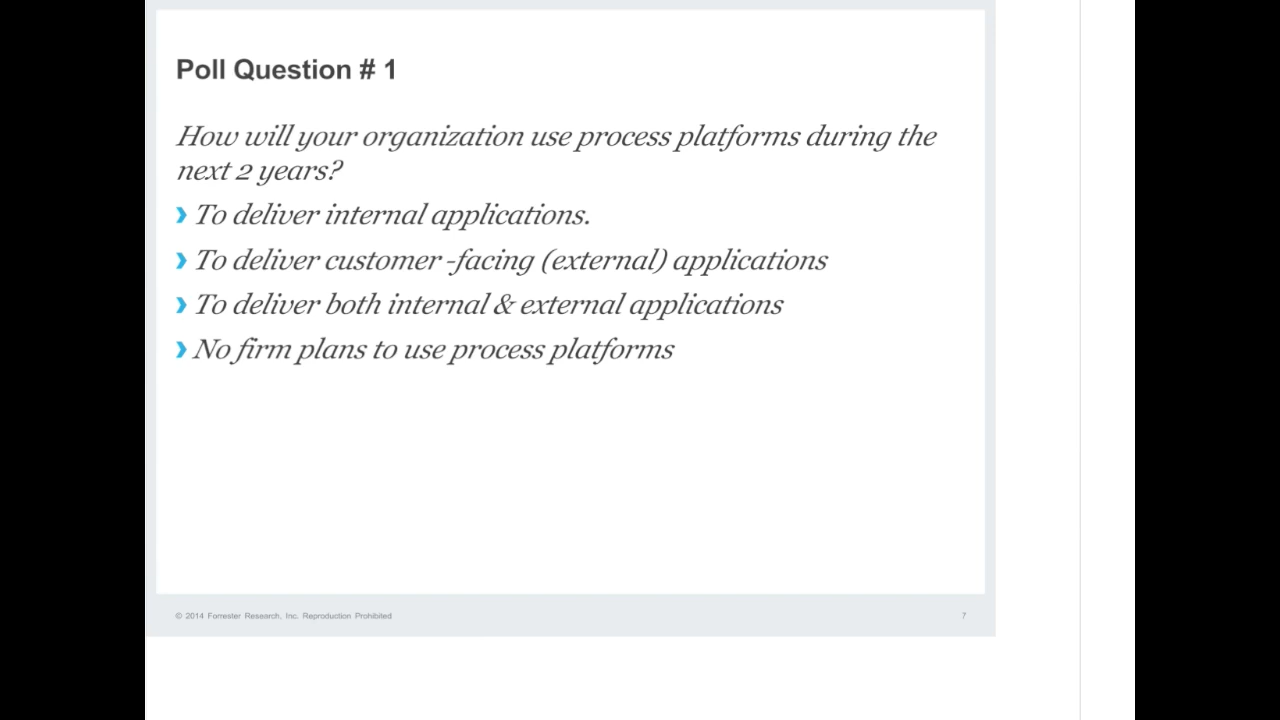 Poll Question # 1
How will your organization use process platforms during the
next 2 years?
› To deliver internal applications.
› To deliver customer -facing (external) applications
› To deliver both internal & external applications
› No firm plans to use process platforms
© 2014 Forrester Research, Inc. Reproduction Prohibited
7